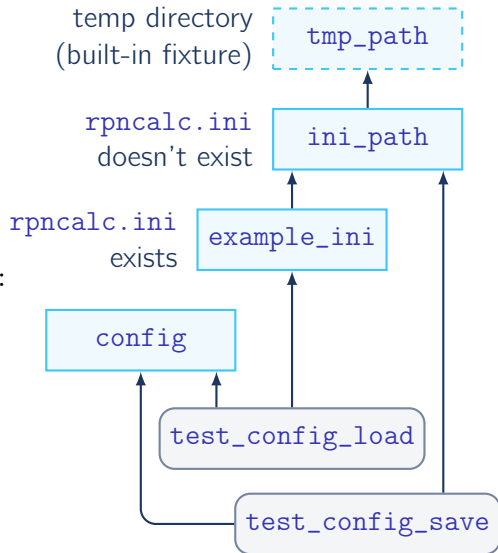 temp directory
(built-in fixture)
tmp_path
rpncalc.ini
doesn't exist
ini_path
rpncalc.ini
exists
example_ini
:
config
test_config_load
test_config_save